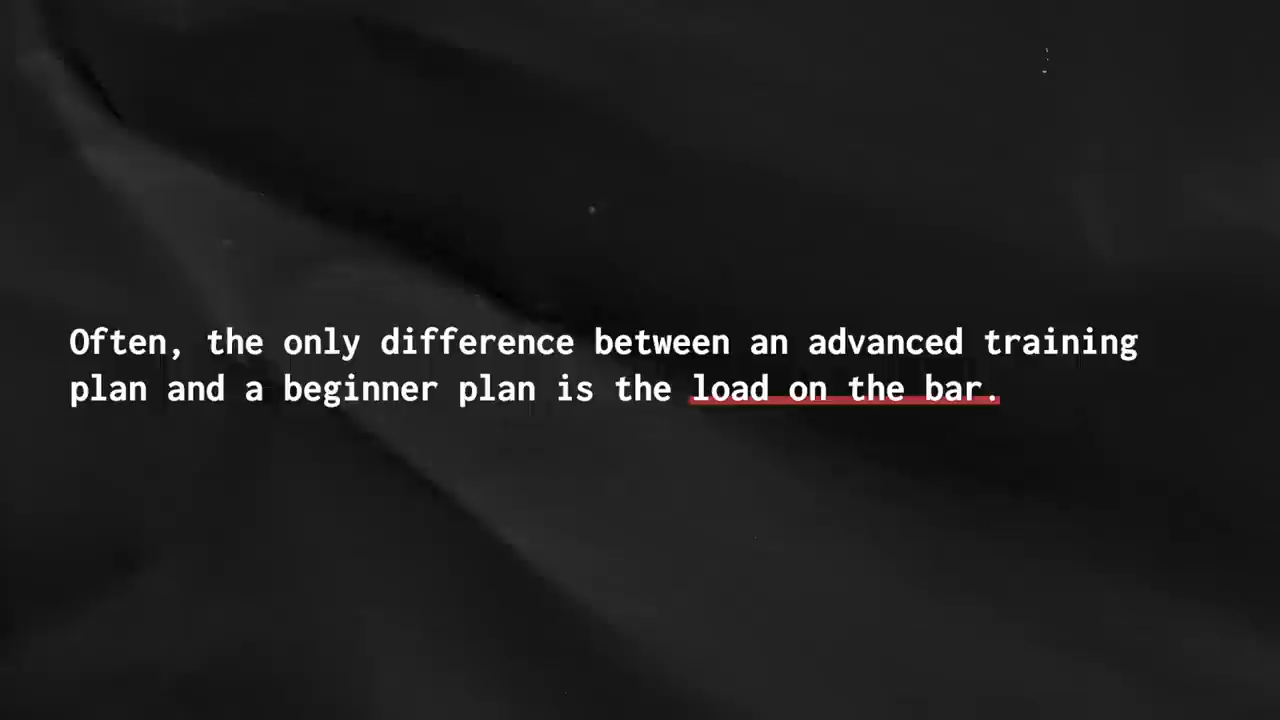 Often, the only difference between an advanced training
plan and a beginner plan is the load on the bar.